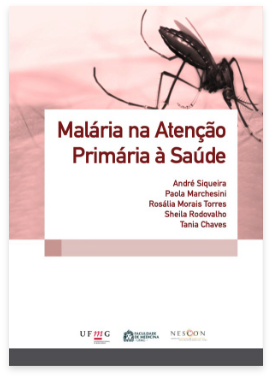 Malária na Atenção
Primária à Saúde
André Siqueira
Paola Marchesini
Rosália Morais Torres
Sheila Rodovalho
Tania Chaves
UFMG
FACULDADE
DE MEDICINA
NESCON